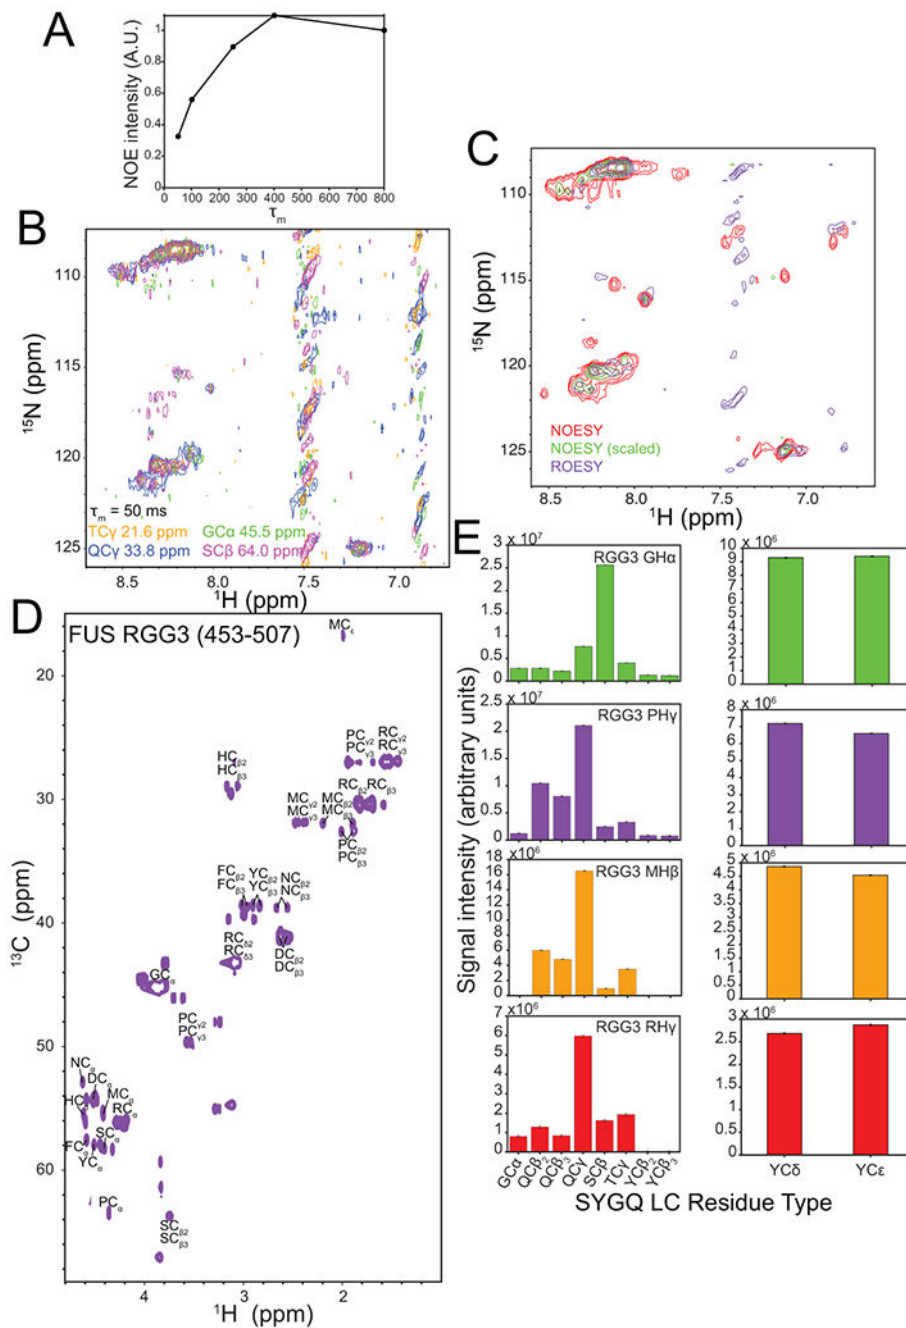 A
NOE intensity (A.U.)
1
0.8
0.6
0.4
0.2
0
0 100 200 300 400 500 600 700 800
τm
B
110
115
120
125
15N (ppm)
τm = 50 ms
TCγ 21.6 ppm GCα 45.5 ppm
QCγ 33.8 ppm SCβ 64.0 ppm
8.5 8.0 7.5 7.0
1H (ppm)
C
110
115
120
125
15N (ppm)
NOESY
NOESY (scaled)
ROESY
8.5 8.0 7.5 7.0
1H (ppm)
D
FUS RGG3 (453-507)
MCε
20
30
40
50
60
13C (ppm)
PCγ2 RCγ2
PCγ3 RCγ3
HCβ2
HCβ3
RCβ2 RCβ3
MCγ2 MCβ2
MCγ3 MCβ3
PCβ2
PCβ3
FCβ2 YCβ2 NCβ2
FCβ3 YCβ3 NCβ3
RCδ2
RCδ3
DCβ2
DCβ3
GCα
PCγ2
PCγ3
NCα
DCα
MCα
RCα
SCα
FCα
YCα
PCα
SCβ2
SCβ3
4 3 2
1H (ppm)
E
Signal intensity (arbitrary units)
x 10^7
RGG3 GHα
3
2.5
2
1.5
1
0.5
0
x 10^6
10
9
8
7
6
5
4
3
2
1
0
x 10^7
RGG3 PHγ
2.5
2
1.5
1
0.5
0
x 10^6
8
7
6
5
4
3
2
1
0
x 10^6
RGG3 MHβ
18
16
14
12
10
8
6
4
2
0
x 10^6
5
4.5
4
3.5
3
2.5
2
1.5
1
0.5
0
x 10^6
RGG3 RHγ
7
6
5
4
3
2
1
0
x 10^6
3
2.5
2
1.5
1
0.5
0
GCα QCβ2 QCβ3 QCγ SCβ TCγ YCβ2 YCβ3
YCδ YCε
SYGQ LC Residue Type